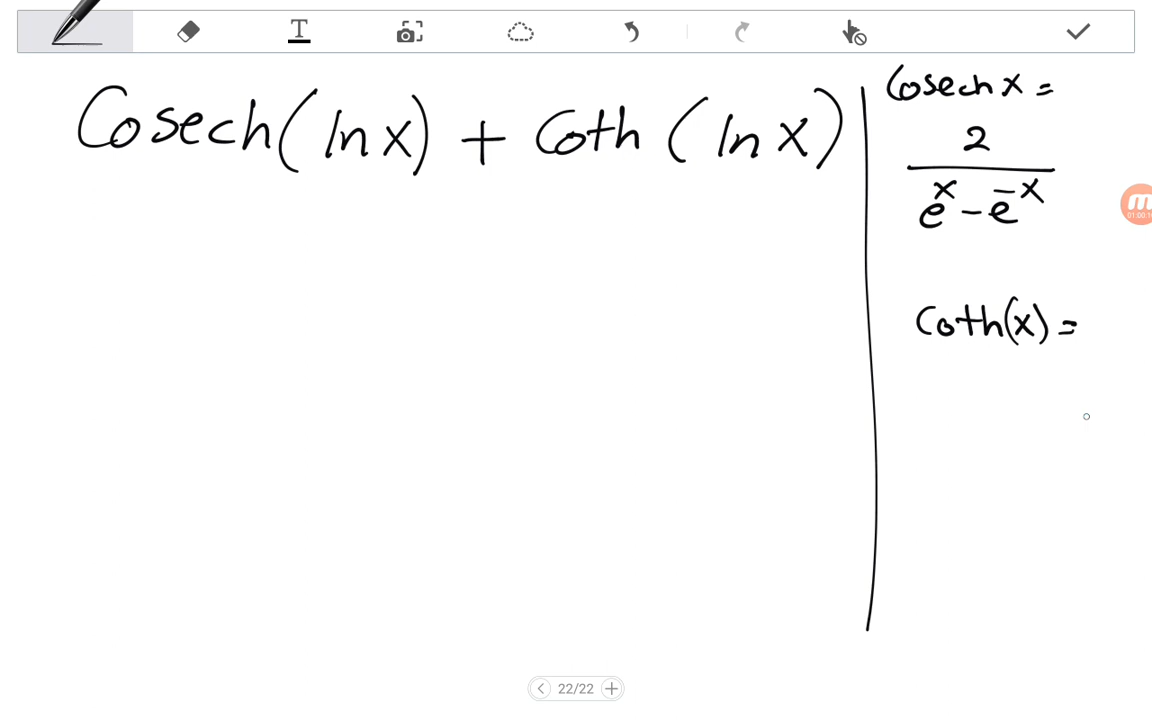 T
Cosech(ln x) + Coth (ln x)
Cosech x =
2
e^x - e^-x
Coth(x) =
22/22